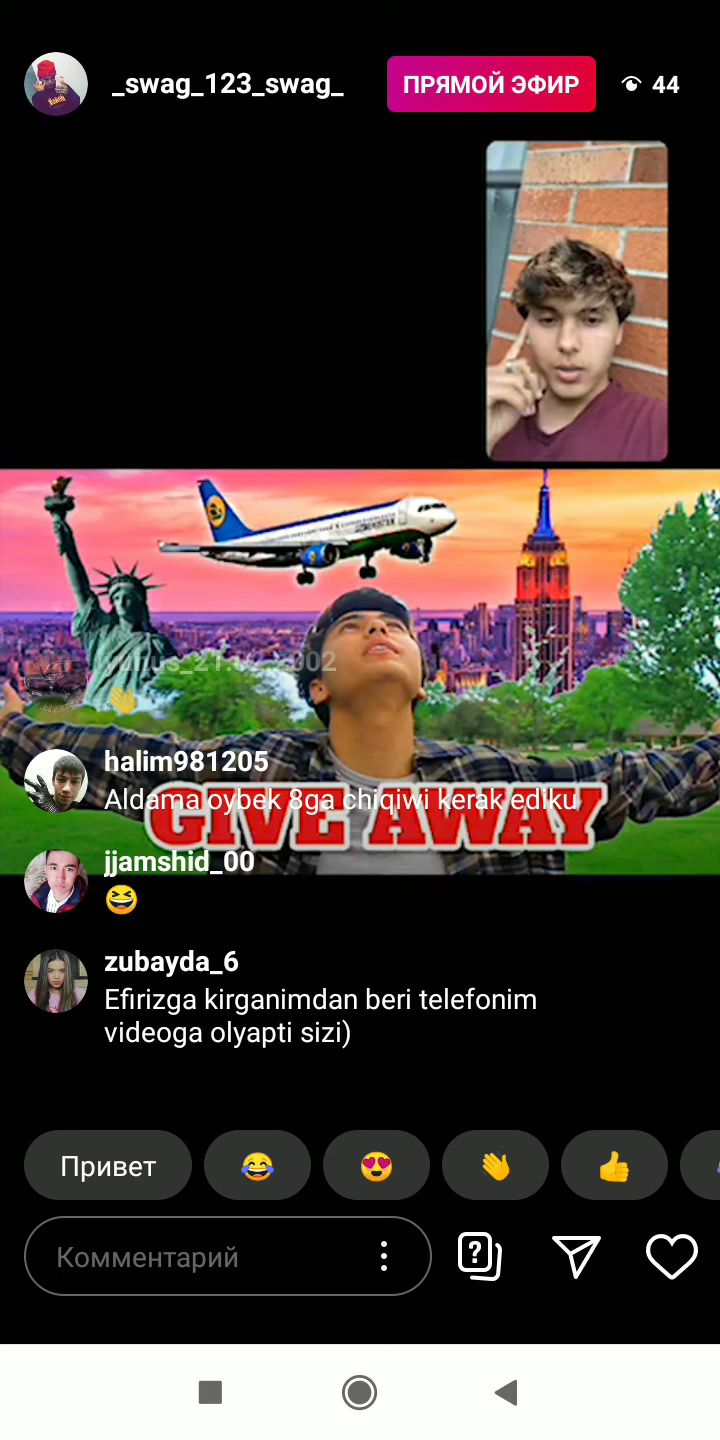 _swag_123_swag_
ПРЯМОЙ ЭФИР
44
halim981205
Aldama oybek 8ga chiqiwi kerak ediku
GIVE AWAY
jjamshid_00
😆
zubayda_6
Efirizga kirganimdan beri telefonim
videoga olyapti sizi)
Привет
Комментарий